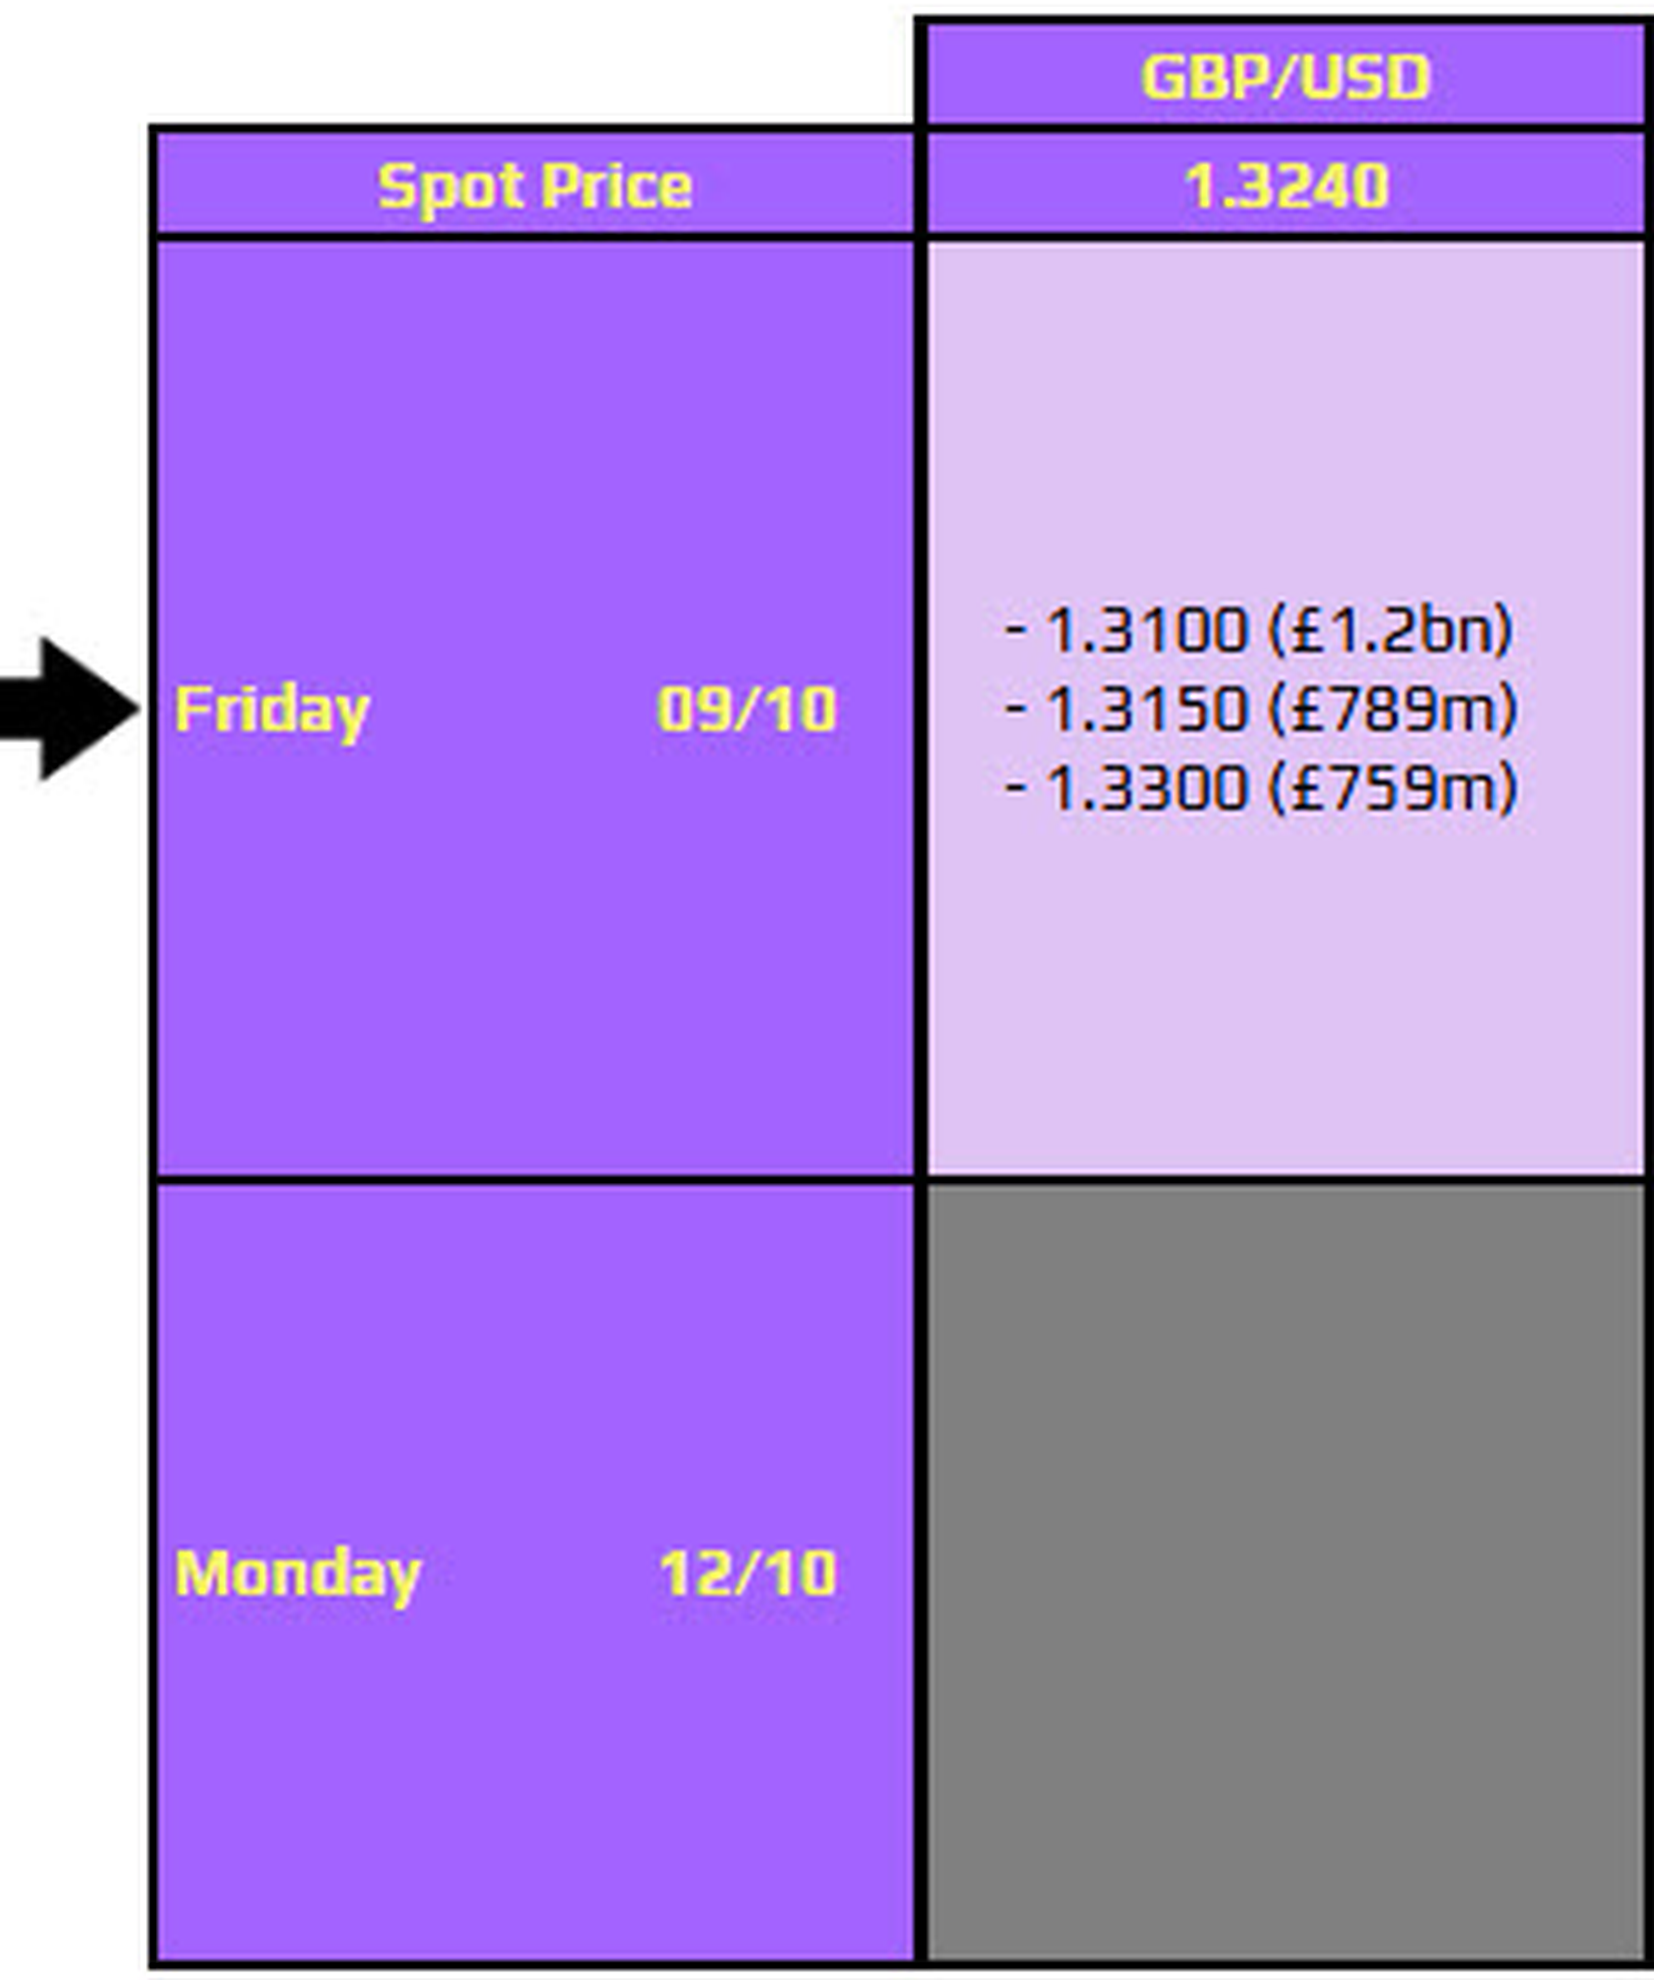 GBP/USD
Spot Price 1.3240
Friday 09/10
- 1.3100 (£1.2bn)
- 1.3150 (£789m)
- 1.3300 (£759m)
Monday 12/10